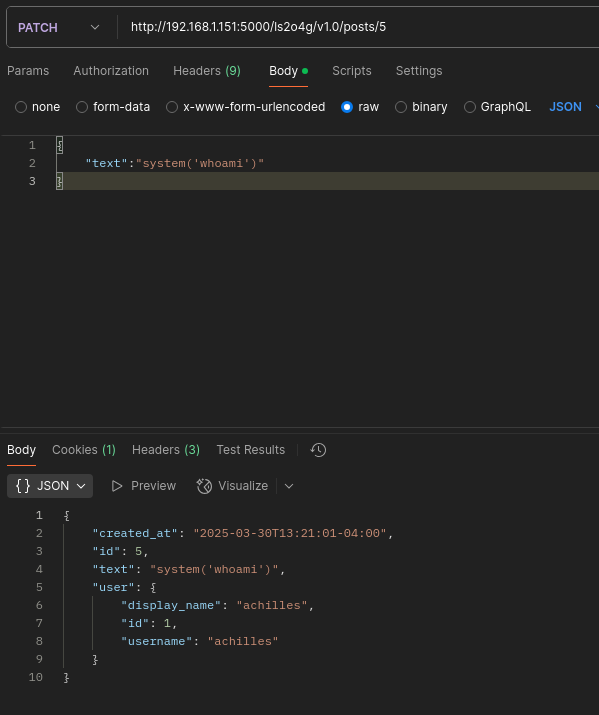 PATCH http://192.168.1.151:5000/ls2o4g/v1.0/posts/5
Params Authorization Headers (9) Body Scripts Settings
none form-data x-www-form-urlencoded raw binary GraphQL JSON
1 {
2 "text":"system('whoami')"
3 }
Body Cookies (1) Headers (3) Test Results
{} JSON Preview Visualize
1 {
2 "created_at": "2025-03-30T13:21:01-04:00",
3 "id": 5,
4 "text": "system('whoami')",
5 "user": {
6 "display_name": "achilles",
7 "id": 1,
8 "username": "achilles"
9 }
10 }